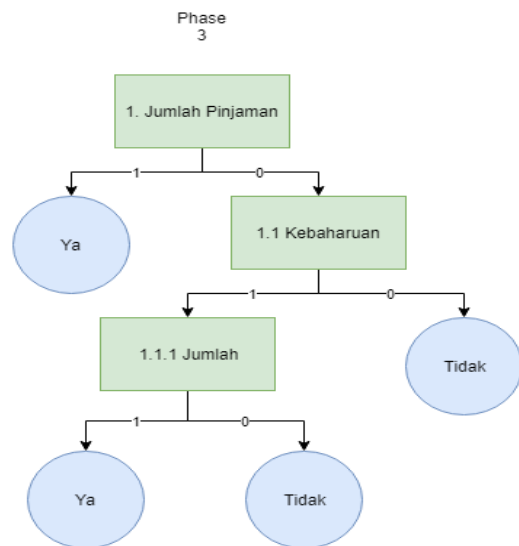 Phase
3
1. Jumlah Pinjaman
1
0
Ya
1.1 Kebaharuan
1
0
1.1.1 Jumlah
Tidak
1
0
Ya
Tidak